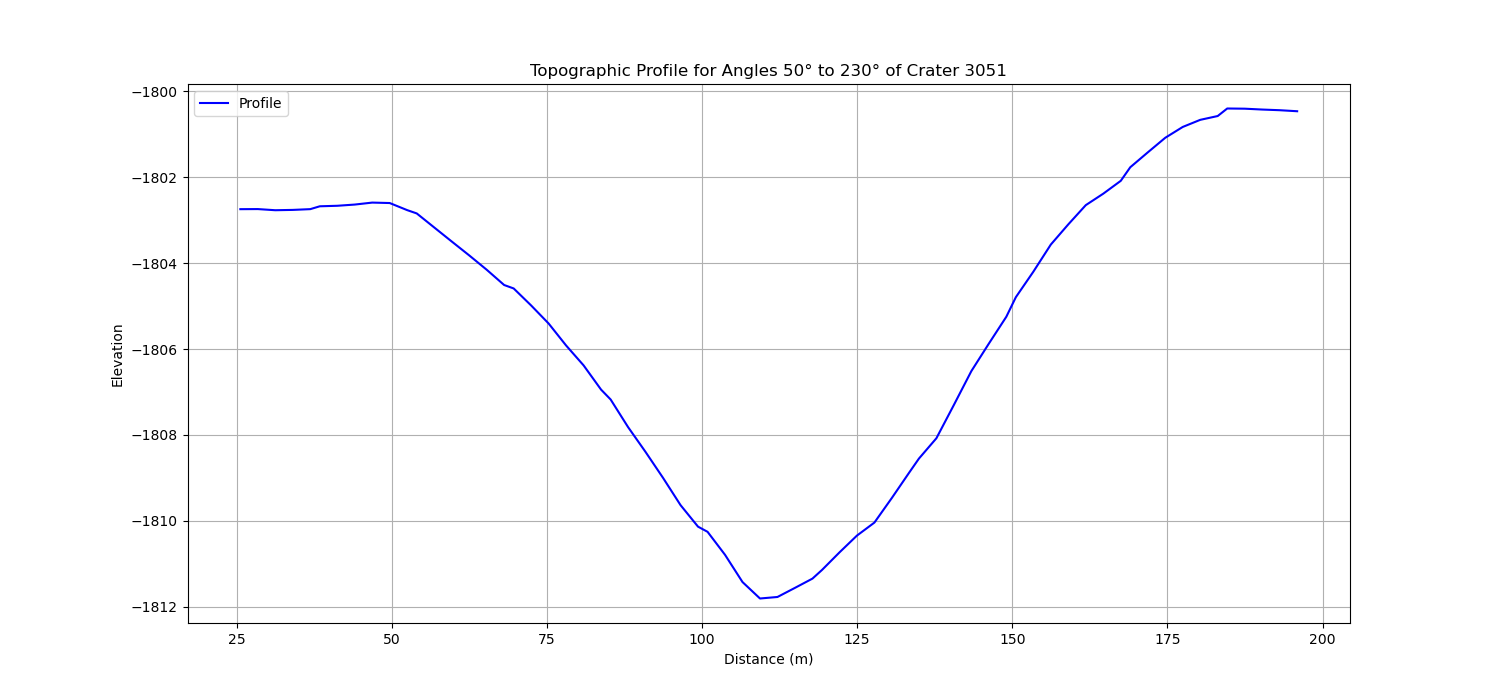 Topographic Profile for Angles 50° to 230° of Crater 3051
Profile
Elevation
−1800
−1802
−1804
−1806
−1808
−1810
−1812
25 50 75 100 125 150 175 200
Distance (m)